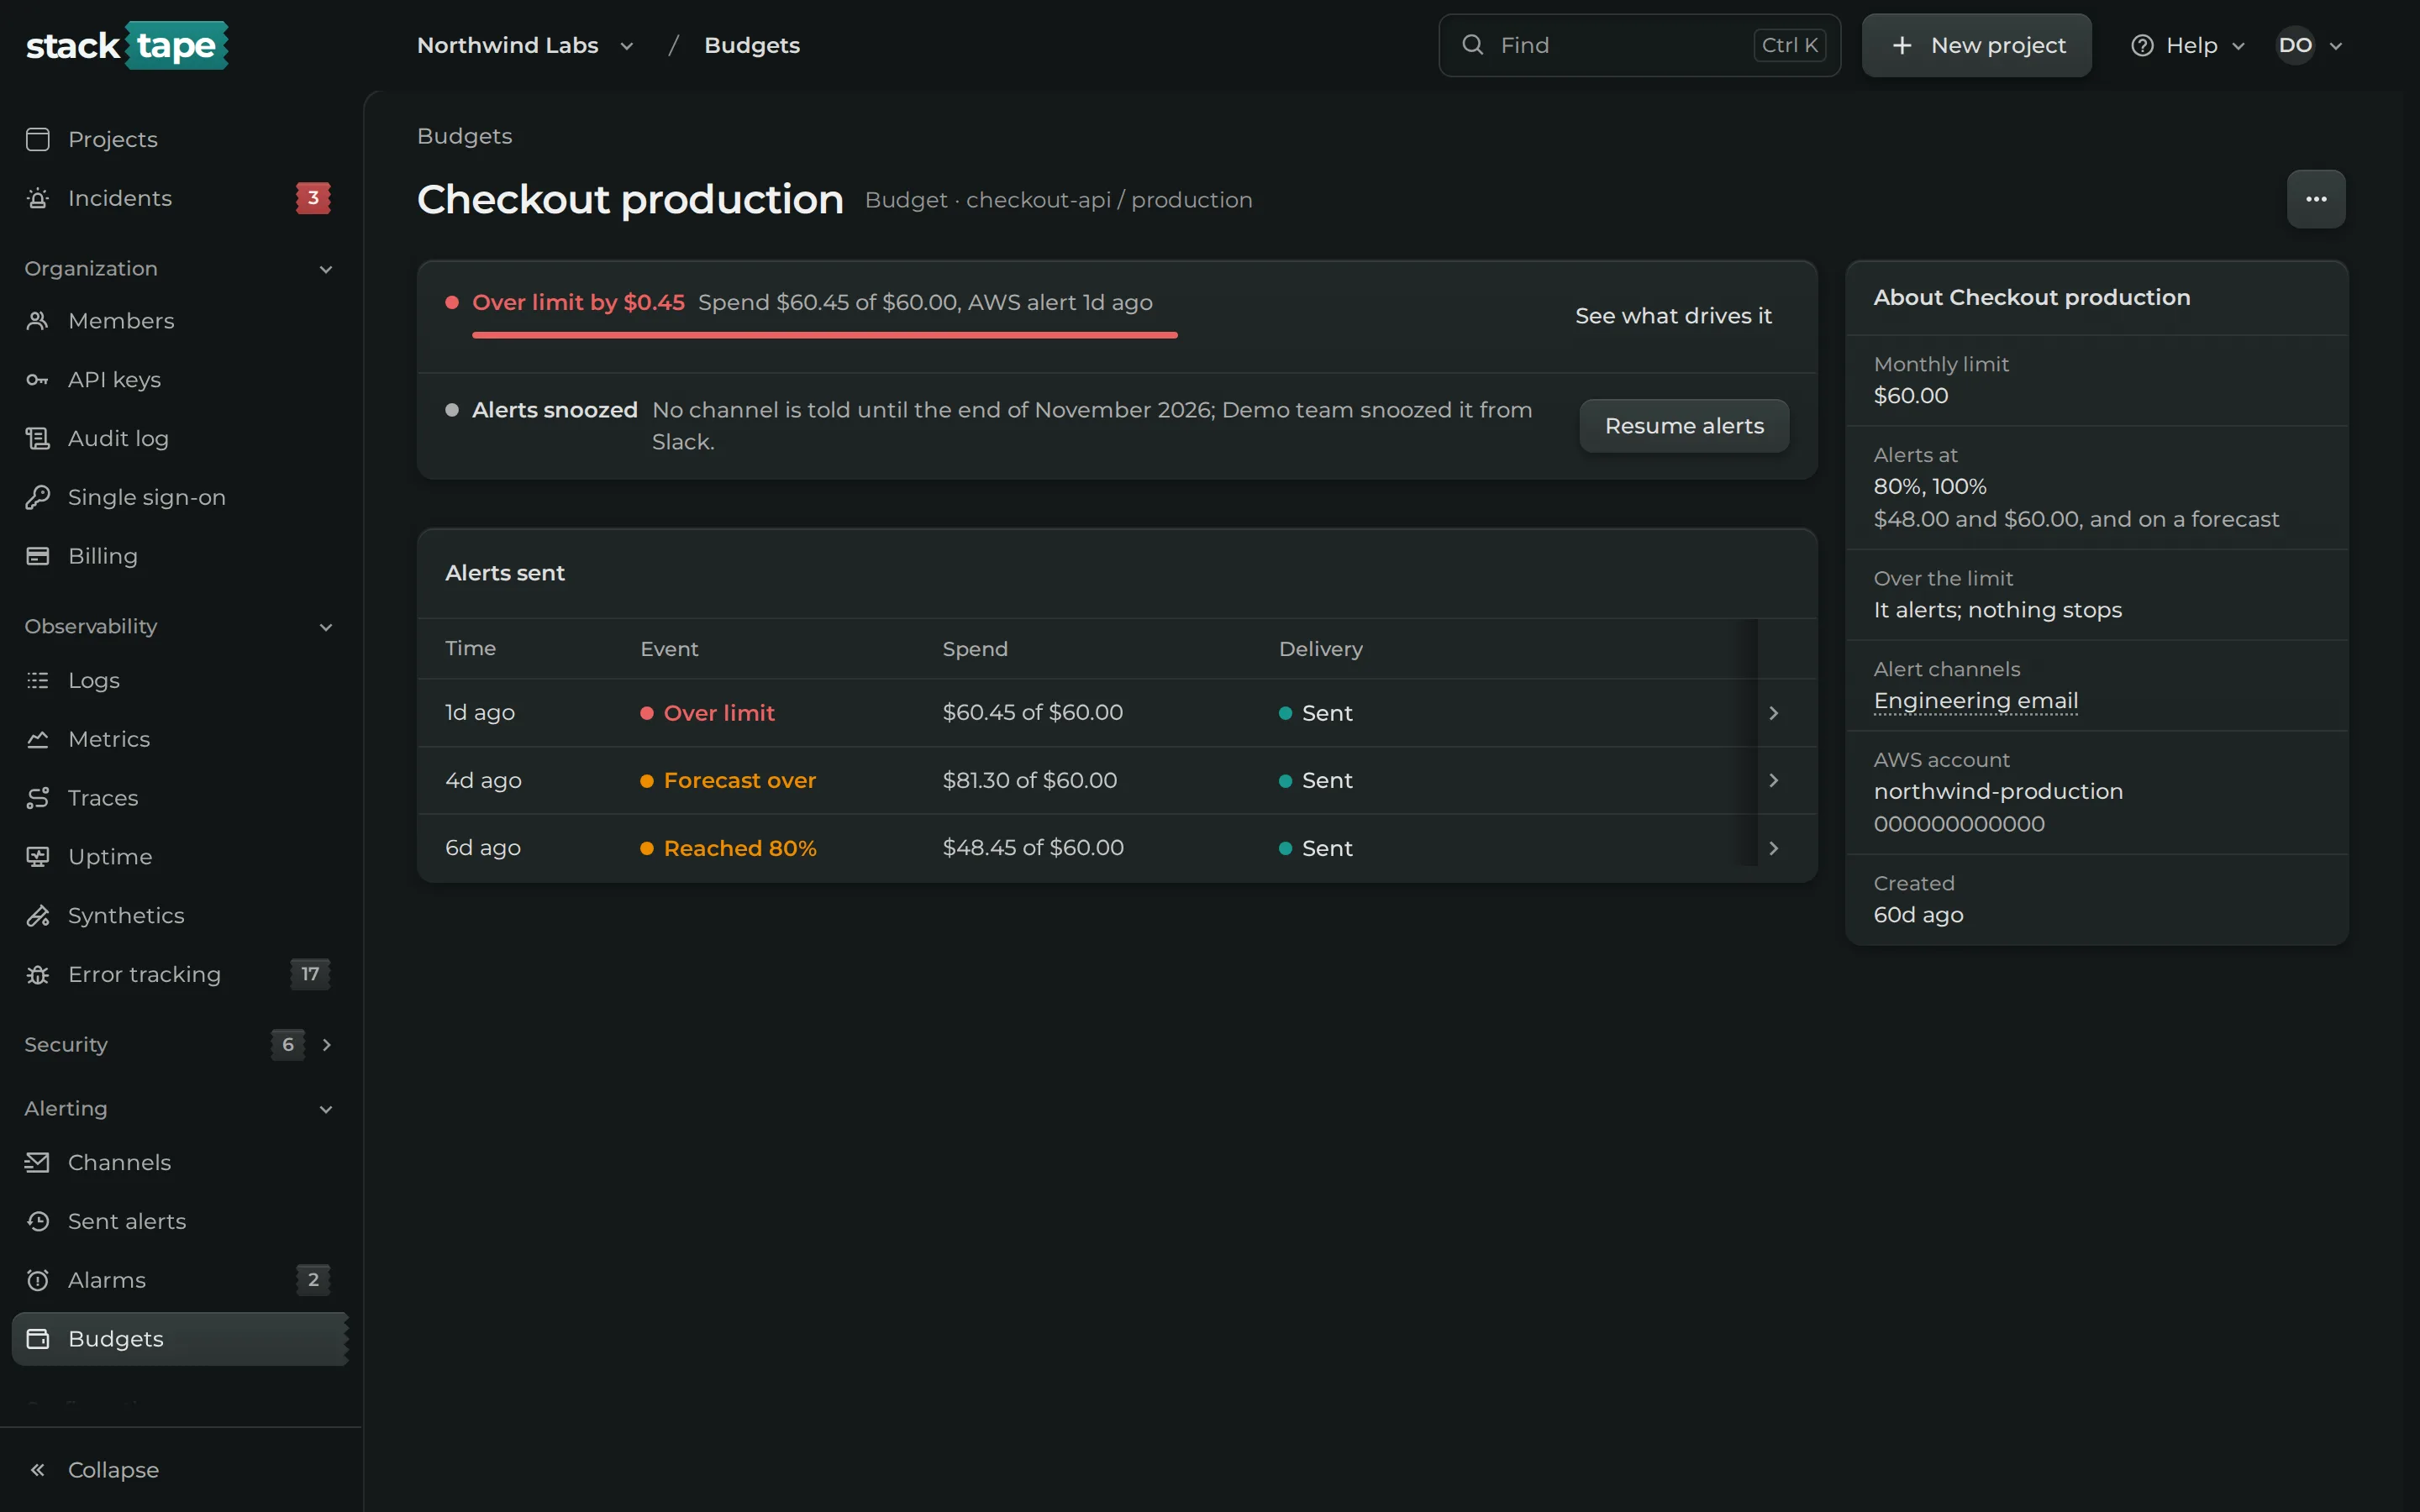 stack tape
Northwind Labs / Budgets
Find Ctrl K
New project
Help
DO
Projects
Incidents 3
Organization
Members
API keys
Audit log
Single sign-on
Billing
Observability
Logs
Metrics
Traces
Uptime
Synthetics
Error tracking 17
Security 6
Alerting
Channels
Sent alerts
Alarms 2
Budgets
Collapse
Budgets
Checkout production Budget · checkout-api / production
Over limit by $0.45 Spend $60.45 of $60.00, AWS alert 1d ago
See what drives it
Alerts snoozed No channel is told until the end of November 2026; Demo team snoozed it from
Slack.
Resume alerts
Alerts sent
Time Event Spend Delivery
1d ago Over limit $60.45 of $60.00 Sent
4d ago Forecast over $81.30 of $60.00 Sent
6d ago Reached 80% $48.45 of $60.00 Sent
About Checkout production
Monthly limit
$60.00
Alerts at
80%, 100%
$48.00 and $60.00, and on a forecast
Over the limit
It alerts; nothing stops
Alert channels
Engineering email
AWS account
northwind-production
000000000000
Created
60d ago